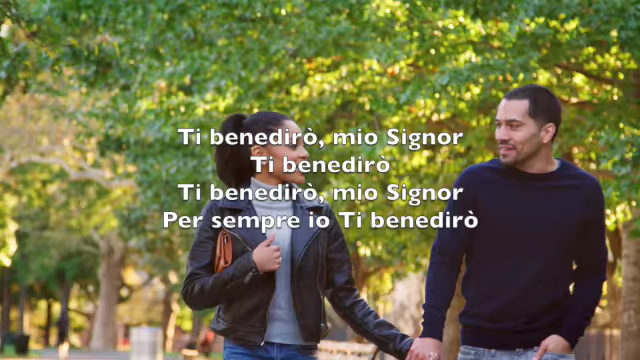 Ti benedirò, mio Signor
Ti benedirò
Ti benedirò, mio Signor
Per sempre io Ti benedirò